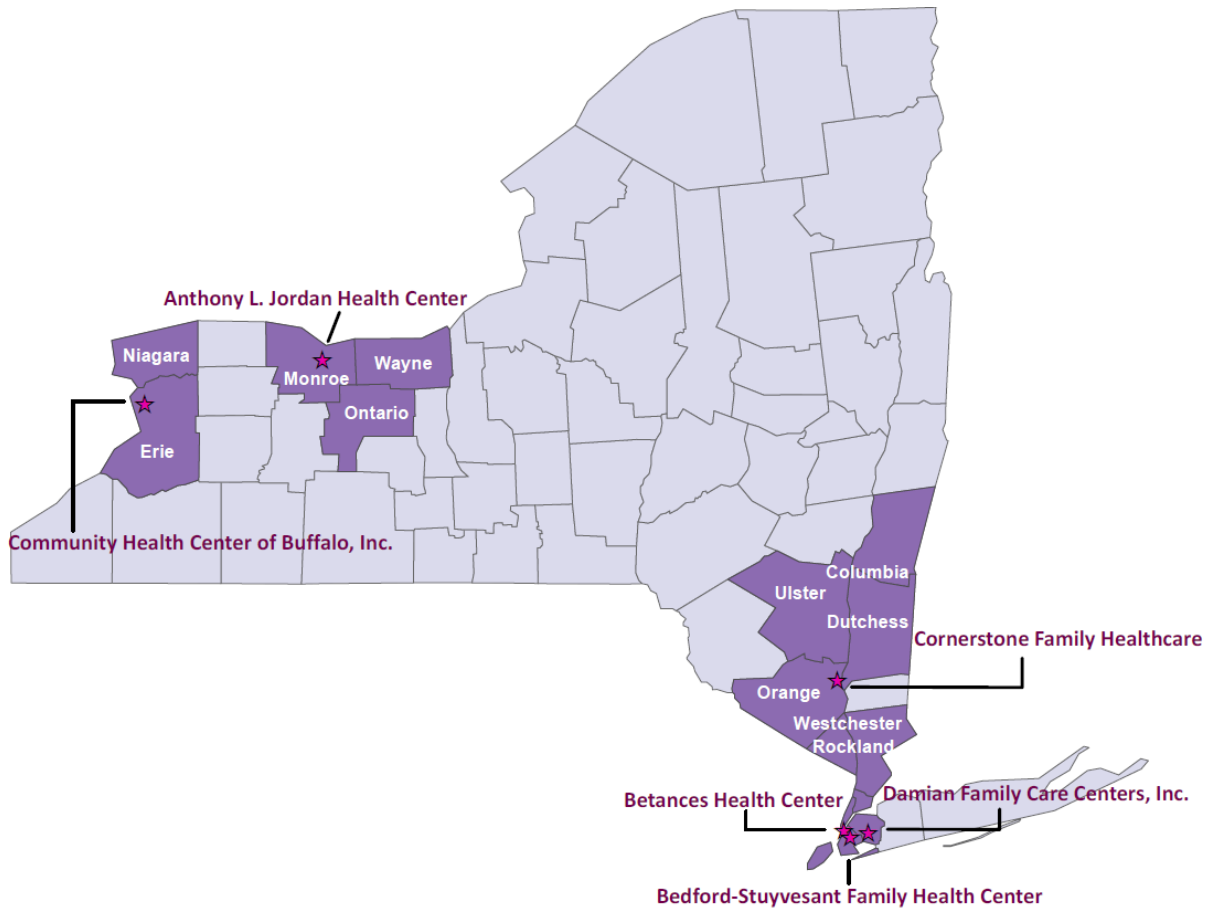 Anthony L. Jordan Health Center
Niagara
Monroe
Wayne
Ontario
Erie
Community Health Center of Buffalo, Inc.
Columbia
Ulster
Dutchess
Cornerstone Family Healthcare
Orange
Westchester
Rockland
Betances Health Center
Damian Family Care Centers, Inc.
Bedford-Stuyvesant Family Health Center